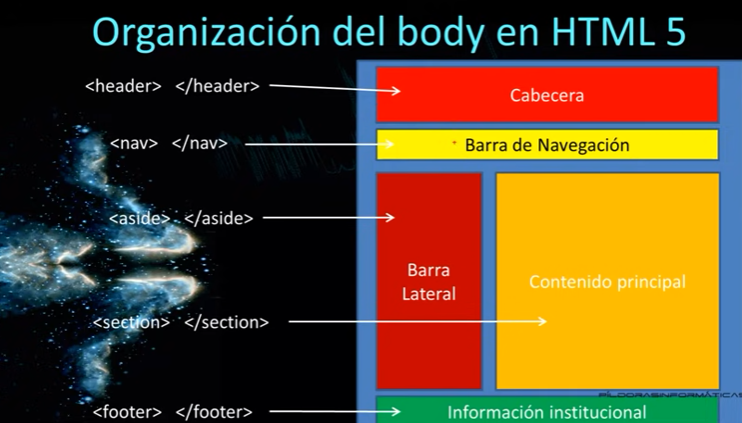 Organización del body en HTML 5
<header> </header>
Cabecera
<nav> </nav>
* Barra de Navegación
<aside> </aside>
Barra
Lateral
Contenido principal
<section> </section>
PÍLDORASINFORMÁTICAS
<footer> </footer>
Información institucional